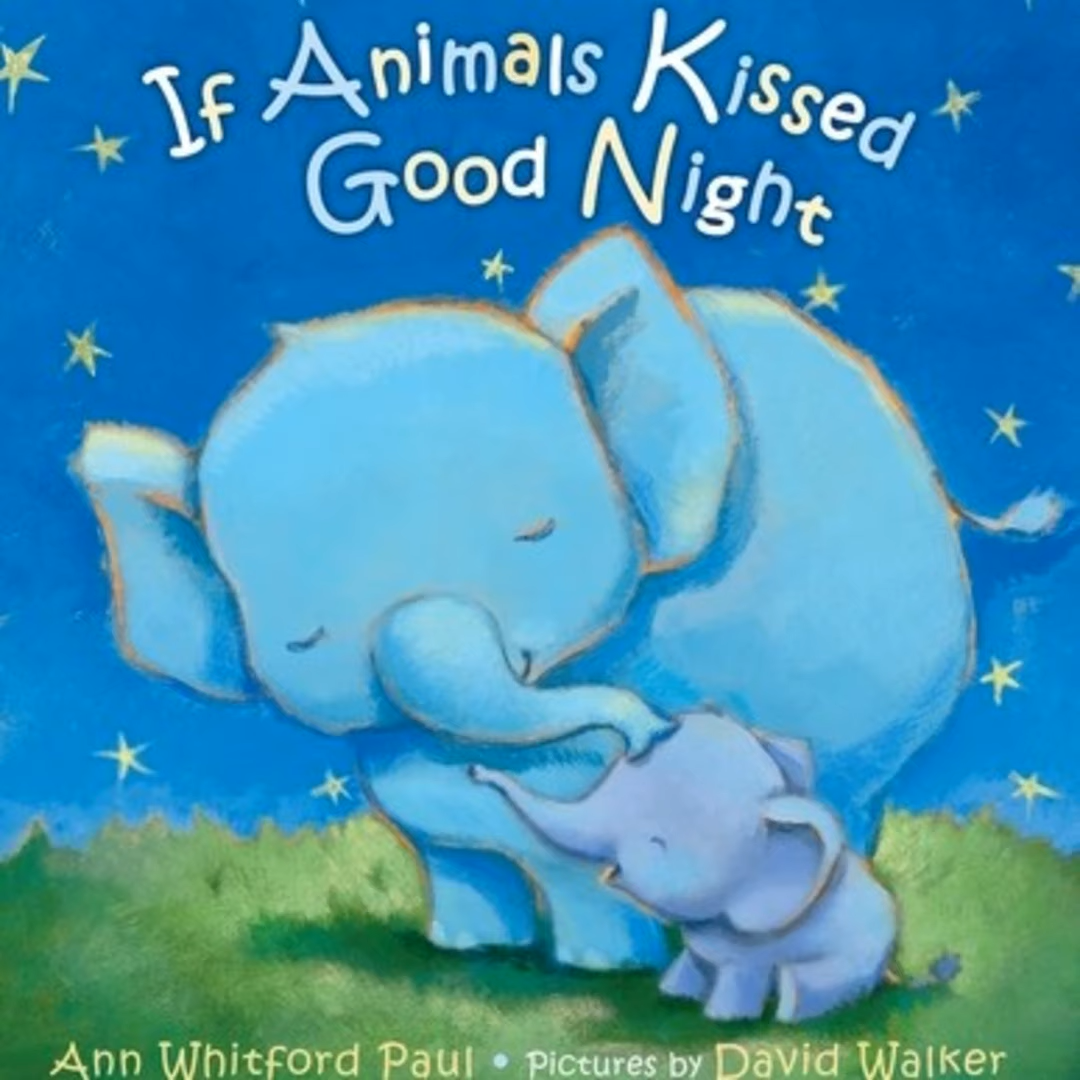 If Animals Kissed
Good Night
Ann Whitford Paul • Pictures by David Walker